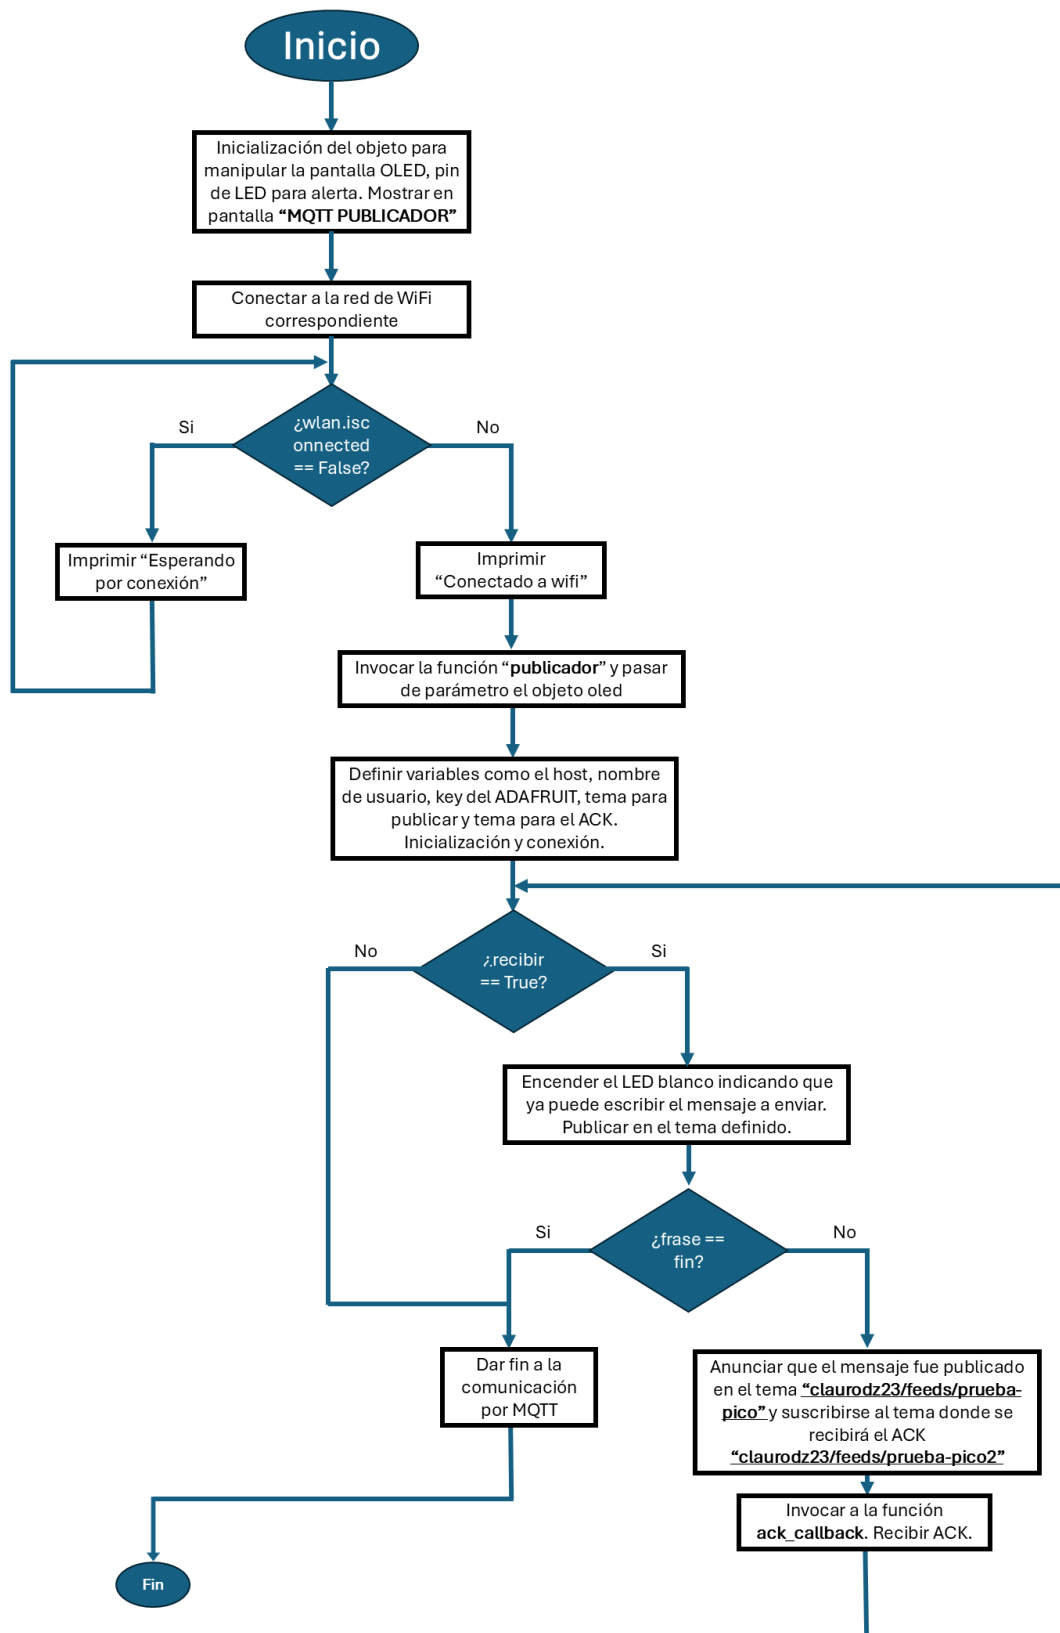 Inicio
Inicialización del objeto para
manipular la pantalla OLED, pin
de LED para alerta. Mostrar en
pantalla “MQTT PUBLICADOR”
Conectar a la red de WiFi
correspondiente
¿wlan.isc
onnected
== False?
Si
No
Imprimir “Esperando
por conexión”
Imprimir
“Conectado a wifi”
Invocar la función “publicador” y pasar
de parámetro el objeto oled
Definir variables como el host, nombre
de usuario, key del ADAFRUIT, tema para
publicar y tema para el ACK.
Inicialización y conexión.
¿recibir
== True?
No
Si
Encender el LED blanco indicando que
ya puede escribir el mensaje a enviar.
Publicar en el tema definido.
¿frase ==
fin?
Si
No
Dar fin a la
comunicación
por MQTT
Anunciar que el mensaje fue publicado
en el tema “claurodz23/feeds/prueba-
pico” y suscribirse al tema donde se
recibirá el ACK
“claurodz23/feeds/prueba-pico2”
Invocar a la función
ack_callback. Recibir ACK.
Fin